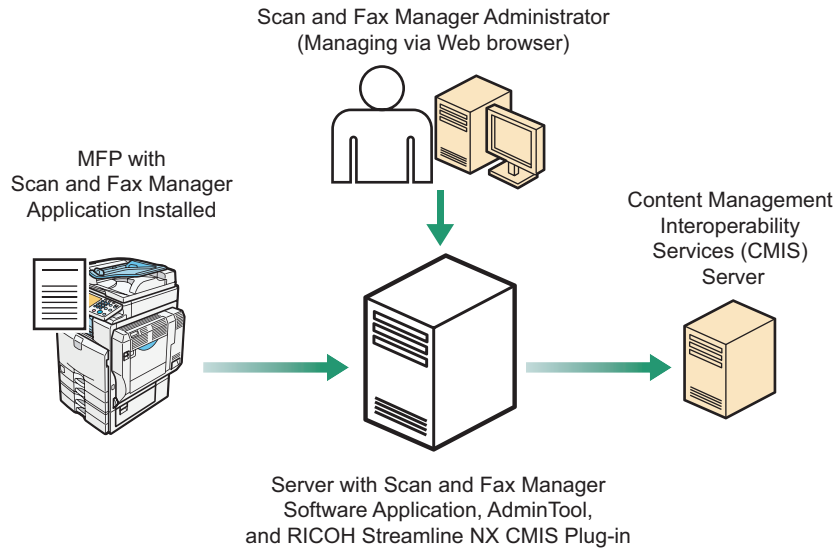 Scan and Fax Manager Administrator
(Managing via Web browser)
MFP with
Scan and Fax Manager
Application Installed
Content Management
Interoperability
Services (CMIS)
Server
Server with Scan and Fax Manager
Software Application, AdminTool,
and RICOH Streamline NX CMIS Plug-in